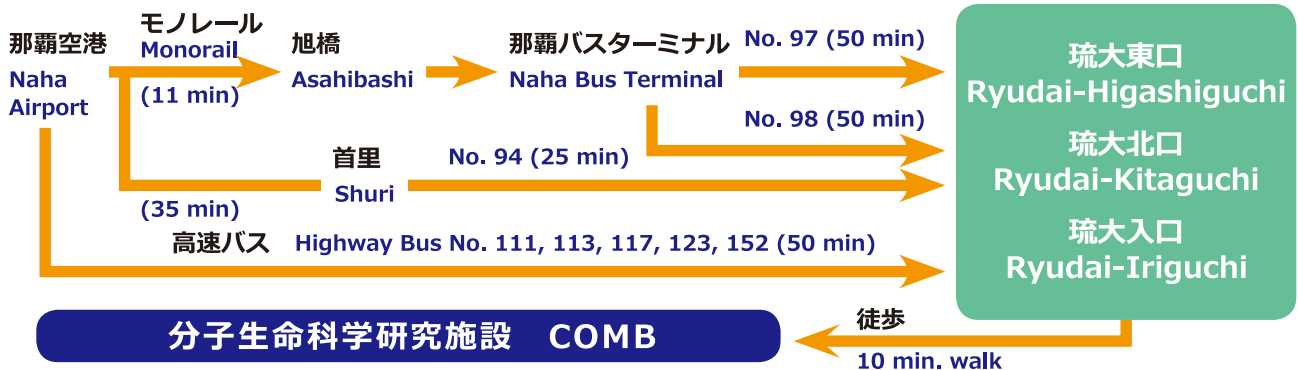 那覇空港
Naha
Airport
モノレール
Monorail
(11 min)
旭橋
Asahibashi
那覇バスターミナル
Naha Bus Terminal
No. 97 (50 min)
No. 98 (50 min)
首里
Shuri
(35 min)
No. 94 (25 min)
高速バス Highway Bus No. 111, 113, 117, 123, 152 (50 min)
琉大東口
Ryudai-Higashiguchi
琉大北口
Ryudai-Kitaguchi
琉大入口
Ryudai-Iriguchi
徒歩
10 min. walk
分子生命科学研究施設 COMB